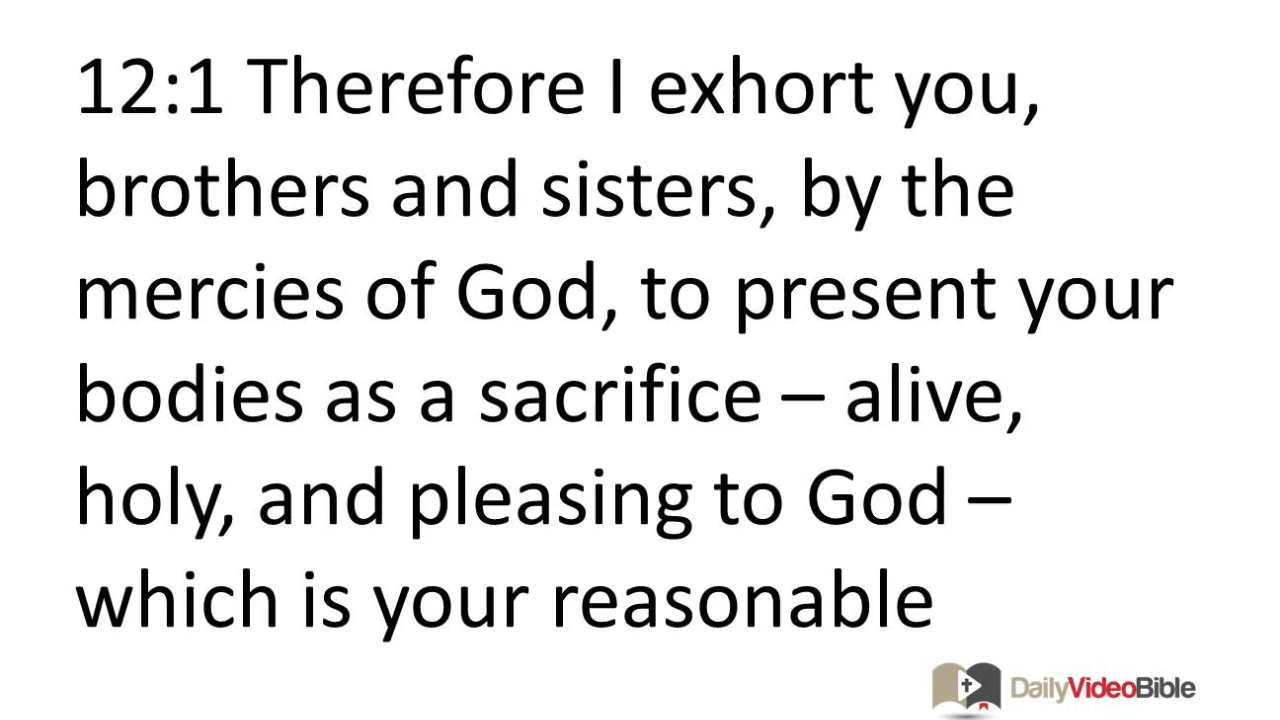 12:1 Therefore I exhort you,
brothers and sisters, by the
mercies of God, to present your
bodies as a sacrifice – alive,
holy, and pleasing to God –
which is your reasonable
DailyVideoBible